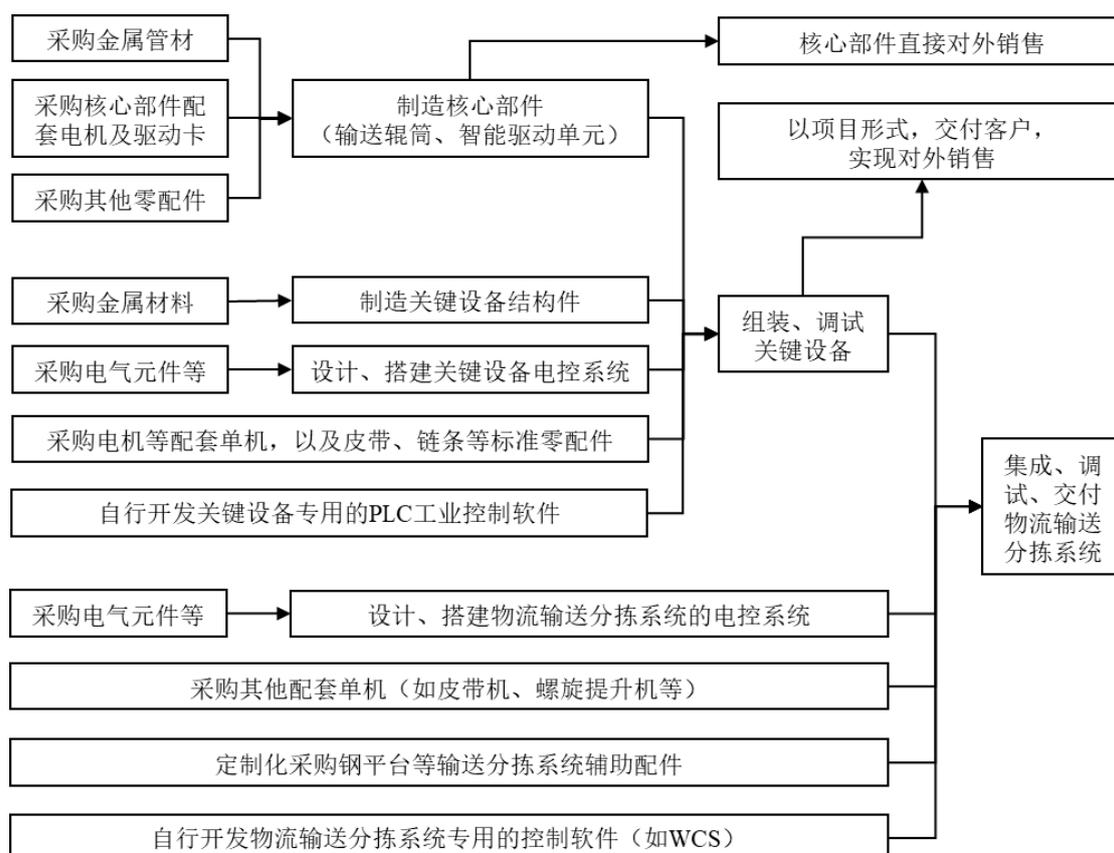 采购金属管材
核心部件直接对外销售
采购核心部件配
套电机及驱动卡
制造核心部件
（输送辊筒、智能驱动单元）
以项目形式，交付客户，
实现对外销售
采购其他零配件
采购金属材料
制造关键设备结构件
组装、调试
关键设备
采购电气元件等
设计、搭建关键设备电控系统
采购电机等配套单机，以及皮带、链条等标准零配件
自行开发关键设备专用的PLC工业控制软件
集成、调
试、交付
物流输送
分拣系统
采购电气元件等
设计、搭建物流输送分拣系统的电控系统
采购其他配套单机（如皮带机、螺旋提升机等）
定制化采购钢平台等输送分拣系统辅助配件
自行开发物流输送分拣系统专用的控制软件（如WCS）